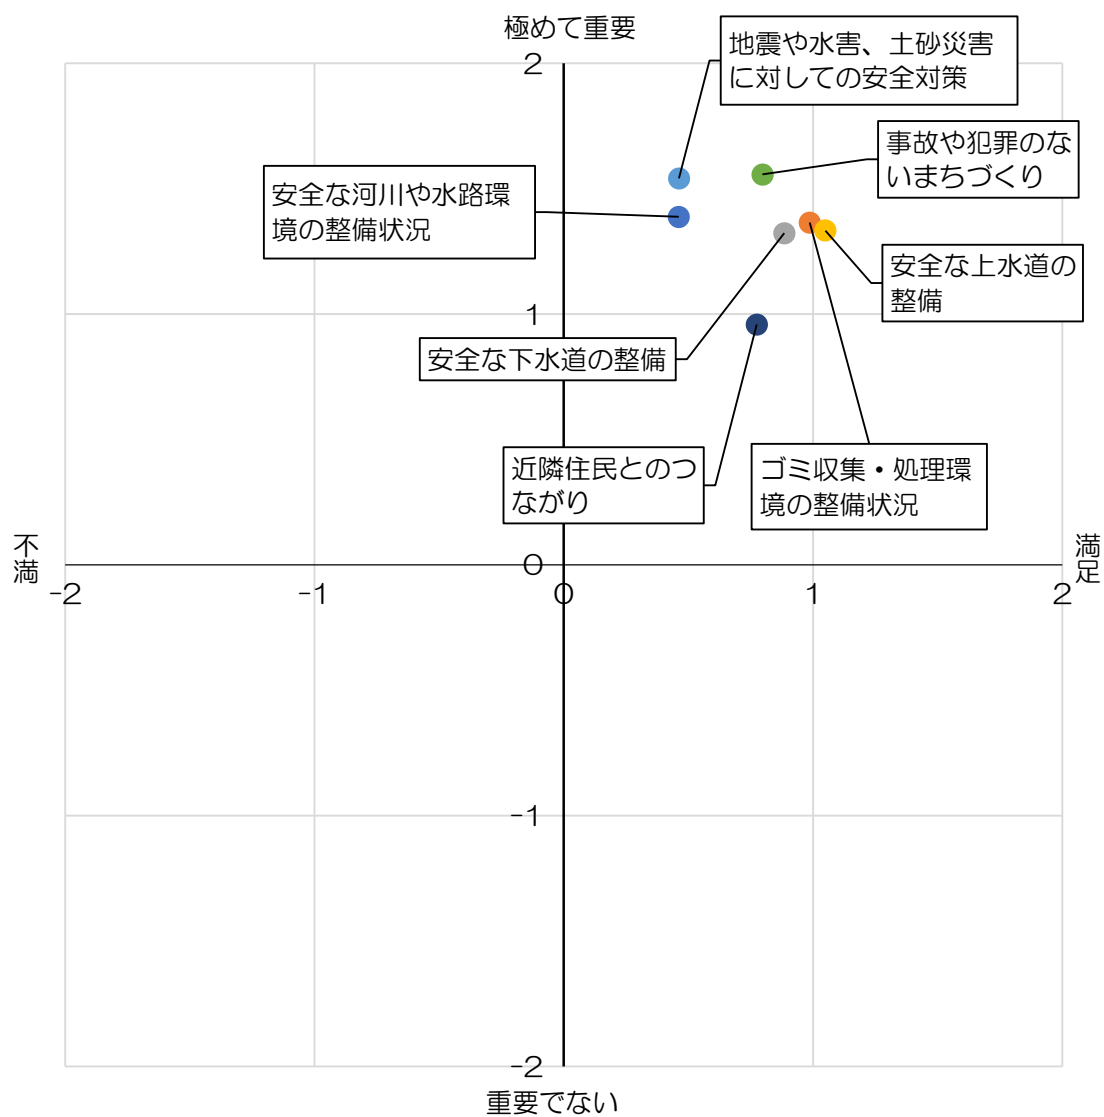 極めて重要
2
地震や水害、土砂災害
に対しての安全対策
事故や犯罪のな
いまちづくり
安全な河川や水路環
境の整備状況
安全な上水道の
整備
1
安全な下水道の整備
近隣住民とのつ
ながり
ゴミ収集・処理環
境の整備状況
不満
0
満足
-2
-1
0
1
2
-1
-2
重要でない